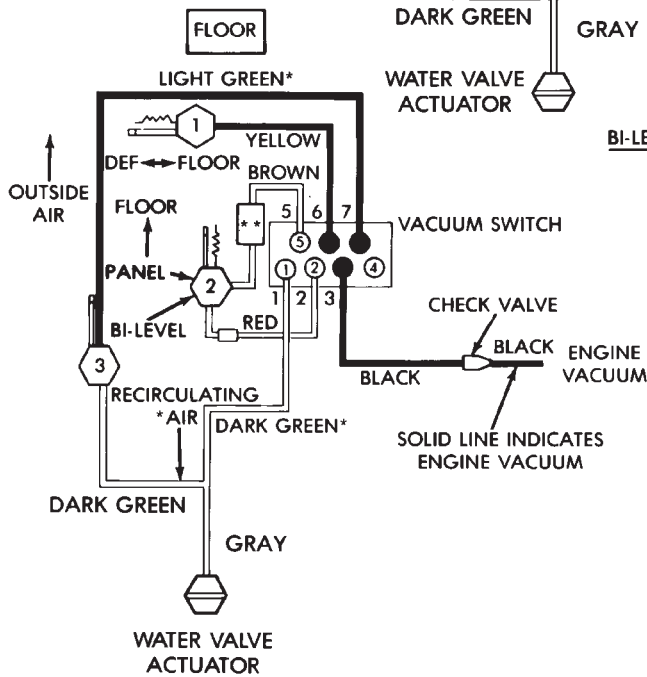 FLOOR
DARK GREEN
GRAY
WATER VALVE
ACTUATOR
BI-LE
LIGHT GREEN*
1
YELLOW
DEF FLOOR
BROWN
OUTSIDE
AIR
FLOOR
* *
5 6 7
VACUUM SWITCH
5
PANEL
2
1 2 4
1 2 3
BI-LEVEL
RED
CHECK VALVE
3
BLACK
BLACK
ENGINE
VACUUM
RECIRCULATING
*AIR
DARK GREEN*
SOLID LINE INDICATES
ENGINE VACUUM
DARK GREEN
GRAY
WATER VALVE
ACTUATOR